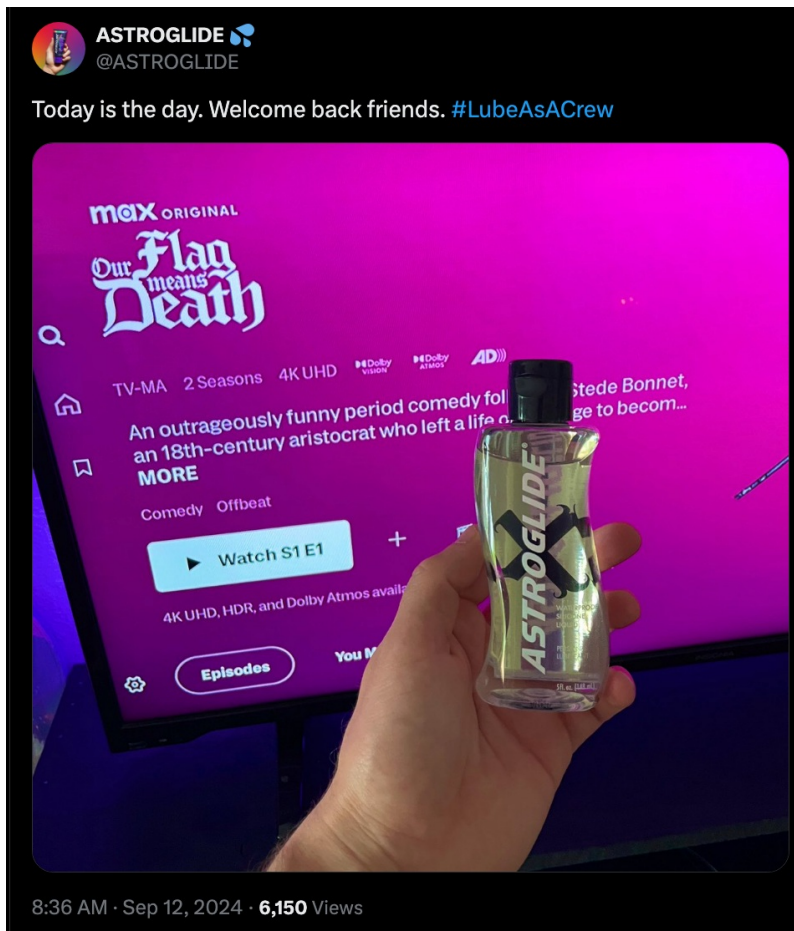 ASTROGLIDE 💦
@ASTROGLIDE
Today is the day. Welcome back friends. #LubeAsACrew
max ORIGINAL
Our Flag
means
Death
TV-MA 2 Seasons 4K UHD Dolby VISION Dolby ATMOS AD
An outrageously funny period comedy fol Stede Bonnet,
an 18th-century aristocrat who left a life o ge to becom...
MORE
Comedy Offbeat
Watch S1 E1
4K UHD, HDR, and Dolby Atmos availa
Episodes
You M
ASTROGLIDE
X
8:36 AM · Sep 12, 2024 · 6,150 Views